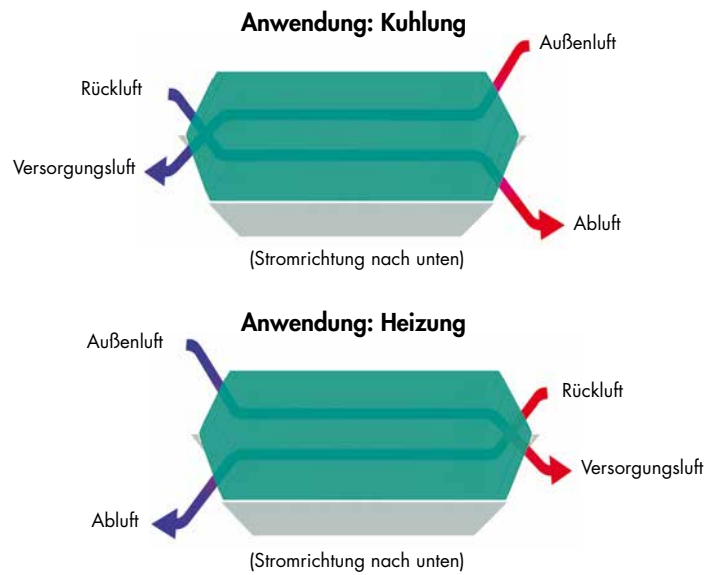 Anwendung: Kuhlung
Außenluft
Rückluft
Versorgungsluft
Abluft
(Stromrichtung nach unten)
Anwendung: Heizung
Außenluft
Rückluft
Versorgungsluft
Abluft
(Stromrichtung nach unten)